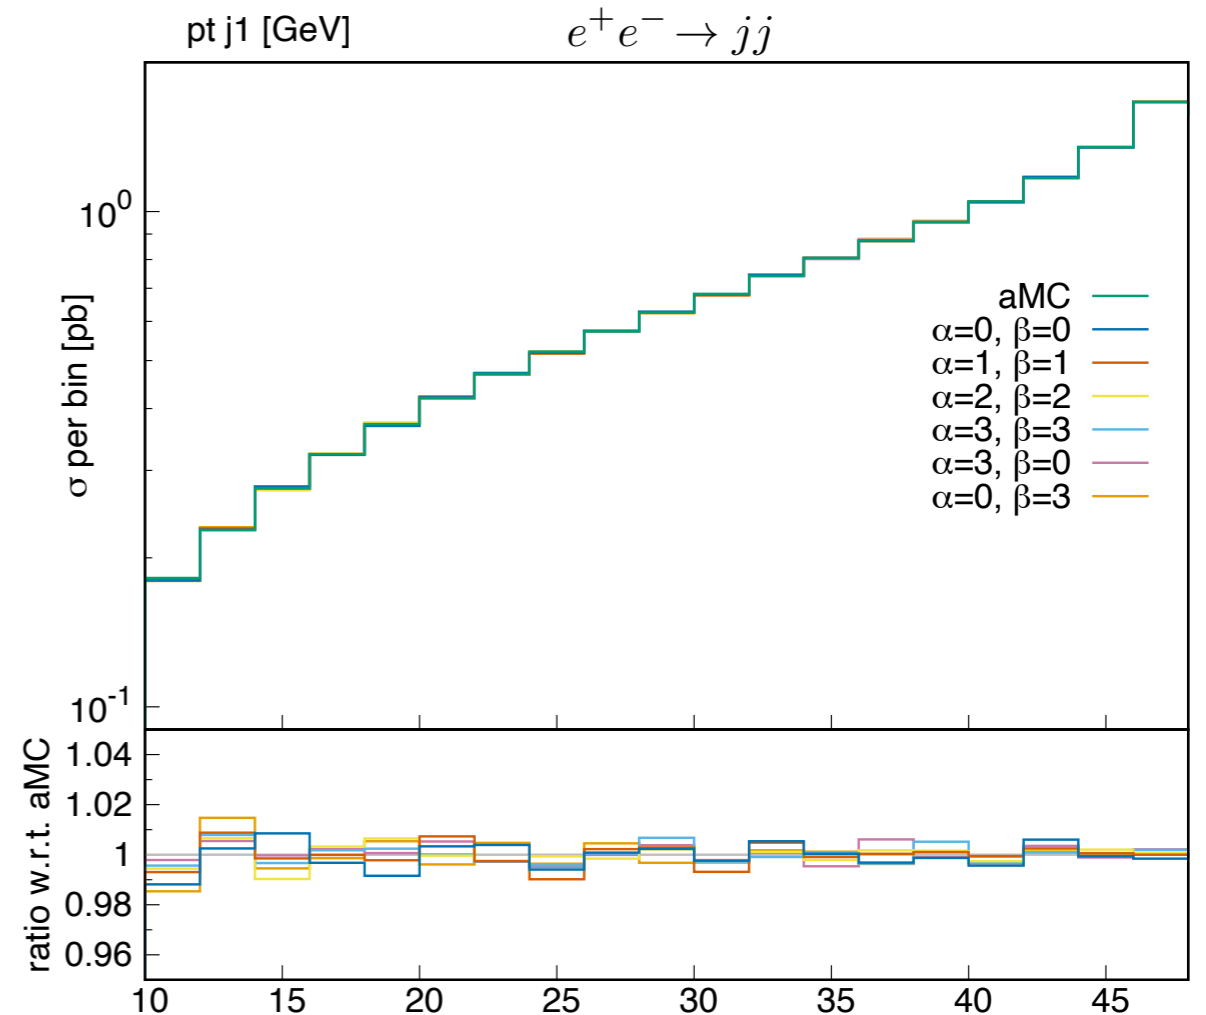 pt j1 [GeV] e⁺e⁻ → jj
σ per bin [pb]
10⁰
10⁻¹
aMC
α=0, β=0
α=1, β=1
α=2, β=2
α=3, β=3
α=3, β=0
α=0, β=3
ratio w.r.t. aMC
1.04
1.02
1
0.98
0.96
10 15 20 25 30 35 40 45